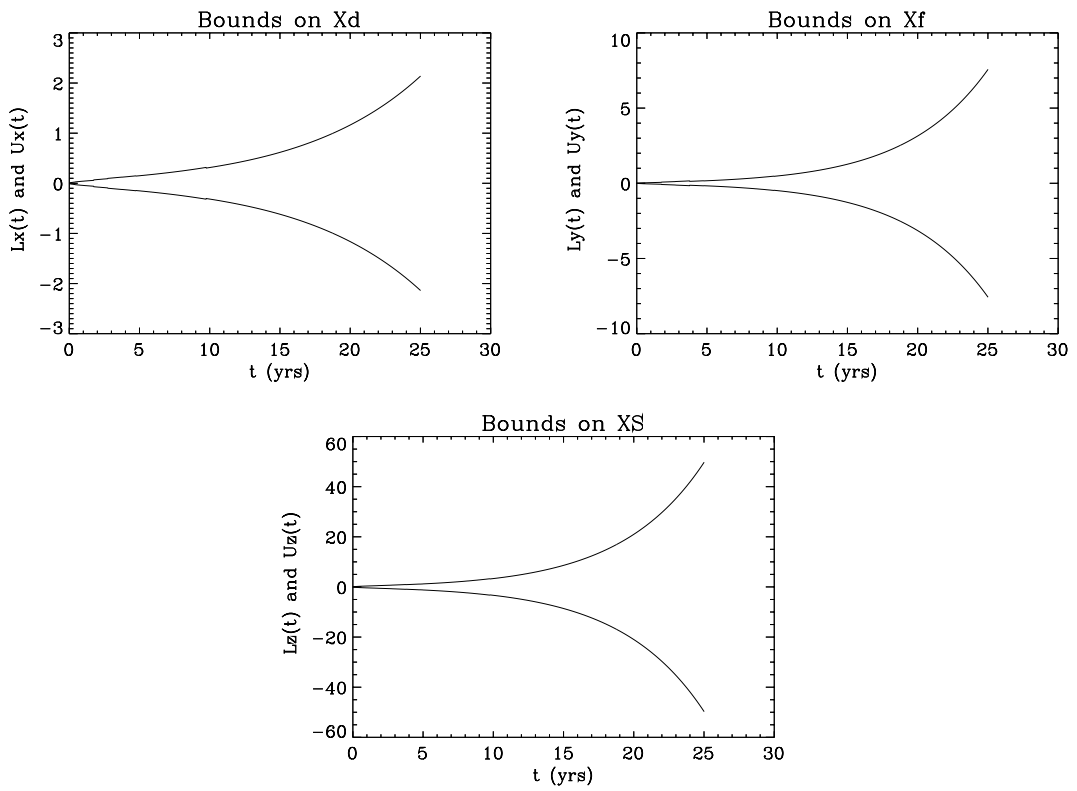 Bounds on Xd
Lx(t) and Ux(t)
3
2
1
0
−1
−2
−3
0 5 10 15 20 25 30
t (yrs)
Bounds on Xf
Ly(t) and Uy(t)
10
5
0
−5
−10
0 5 10 15 20 25 30
t (yrs)
Bounds on XS
Lz(t) and Uz(t)
60
40
20
0
−20
−40
−60
0 5 10 15 20 25 30
t (yrs)